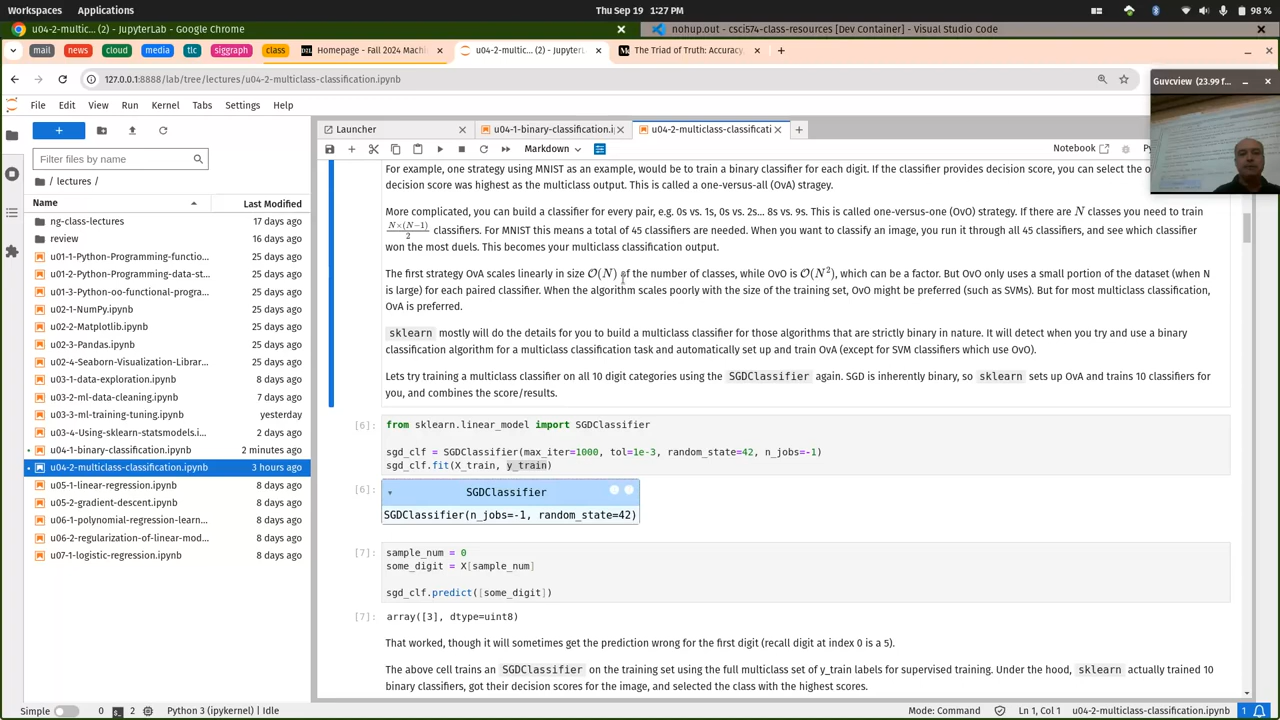 Workspaces Applications Thu Sep 19 1:27 PM 98 %
u04-2-multic... (2) - JupyterLab - Google Chrome nohup.out - csci574-class-resources [Dev Container] - Visual Studio Code
mail news cloud media tlc siggraph class Homepage - Fall 2024 Machi u04-2-multic... (2) - JupyterL The Triad of Truth: Accuracy,
127.0.0.1:8888/lab/tree/lectures/u04-2-multiclass-classification.ipynb
Guvcview (23.99 f...
File Edit View Run Kernel Tabs Settings Help
Launcher u04-1-binary-classification.i u04-2-multiclass-classificati
Markdown Notebook
Filter files by name
/ lectures /
Name Last Modified
ng-class-lectures 17 days ago
review 16 days ago
u01-1-Python-Programming-functio... 25 days ago
u01-2-Python-Programming-data-st... 25 days ago
u01-3-Python-oo-functional-progra... 25 days ago
u02-1-NumPy.ipynb 25 days ago
u02-2-Matplotlib.ipynb 25 days ago
u02-3-Pandas.ipynb 25 days ago
u02-4-Seaborn-Visualization-Librar... 25 days ago
u03-1-data-exploration.ipynb 8 days ago
u03-2-ml-data-cleaning.ipynb 7 days ago
u03-3-ml-training-tuning.ipynb yesterday
u03-4-Using-sklearn-statsmodels.i... 2 days ago
u04-1-binary-classification.ipynb 2 minutes ago
u04-2-multiclass-classification.ipynb 3 hours ago
u05-1-linear-regression.ipynb 8 days ago
u05-2-gradient-descent.ipynb 8 days ago
u06-1-polynomial-regression-learn... 8 days ago
u06-2-regularization-of-linear-mod... 8 days ago
u07-1-logistic-regression.ipynb 8 days ago
For example, one strategy using MNIST as an example, would be to train a binary classifier for each digit. If the classifier provides decision score, you can select the
decision score was highest as the multiclass output. This is called a one-versus-all (OvA) stragey.
More complicated, you can build a classifier for every pair, e.g. 0s vs. 1s, 0s vs. 2s... 8s vs. 9s. This is called one-versus-one (OvO) strategy. If there are N classes you need to train
N×(N−1)/2 classifiers. For MNIST this means a total of 45 classifiers are needed. When you want to classify an image, you run it through all 45 classifiers, and see which classifier
won the most duels. This becomes your multiclass classification output.
The first strategy OvA scales linearly in size O(N) of the number of classes, while OvO is O(N²), which can be a factor. But OvO only uses a small portion of the dataset (when N
is large) for each paired classifier. When the algorithm scales poorly with the size of the training set, OvO might be preferred (such as SVMs). But for most multiclass classification,
OvA is preferred.
sklearn mostly will do the details for you to build a multiclass classifier for those algorithms that are strictly binary in nature. It will detect when you try and use a binary
classification algorithm for a multiclass classification task and automatically set up and train OvA (except for SVM classifiers which use OvO).
Lets try training a multiclass classifier on all 10 digit categories using the SGDClassifier again. SGD is inherently binary, so sklearn sets up OvA and trains 10 classifiers for
you, and combines the score/results.
[6]: from sklearn.linear_model import SGDClassifier
sgd_clf = SGDClassifier(max_iter=1000, tol=1e-3, random_state=42, n_jobs=-1)
sgd_clf.fit(X_train, y_train)
[6]: SGDClassifier
SGDClassifier(n_jobs=-1, random_state=42)
[7]: sample_num = 0
some_digit = X[sample_num]
sgd_clf.predict([some_digit])
[7]: array([3], dtype=uint8)
That worked, though it will sometimes get the prediction wrong for the first digit (recall digit at index 0 is a 5).
The above cell trains an SGDClassifier on the training set using the full multiclass set of y_train labels for supervised training. Under the hood, sklearn actually trained 10
binary classifiers, got their decision scores for the image, and selected the class with the highest scores.
Simple 0 2 Python 3 (ipykernel) | Idle Mode: Command Ln 1, Col 1 u04-2-multiclass-classification.ipynb 1